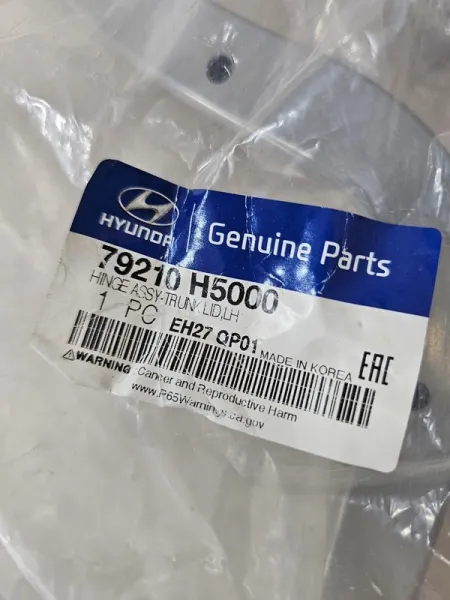 HYUNDAI
Genuine Parts
79210 H5000
HINGE ASSY-TRUNK LID,LH
1 PC
EH27 QP01
MADE IN KOREA
EAC
WARNING Cancer and Reproductive Harm
www.P65Warnings.ca.gov